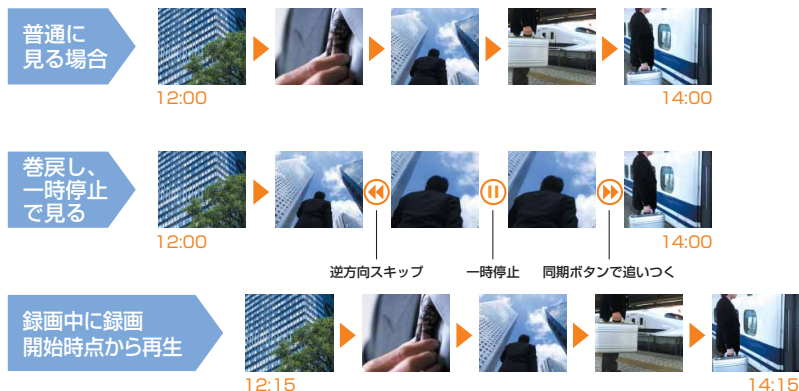 普通に
見る場合
12:00
14:00
巻戻し、
一時停止
で見る
12:00
14:00
逆方向スキップ
一時停止
同期ボタンで追いつく
録画中に録画
開始時点から再生
12:15
14:15